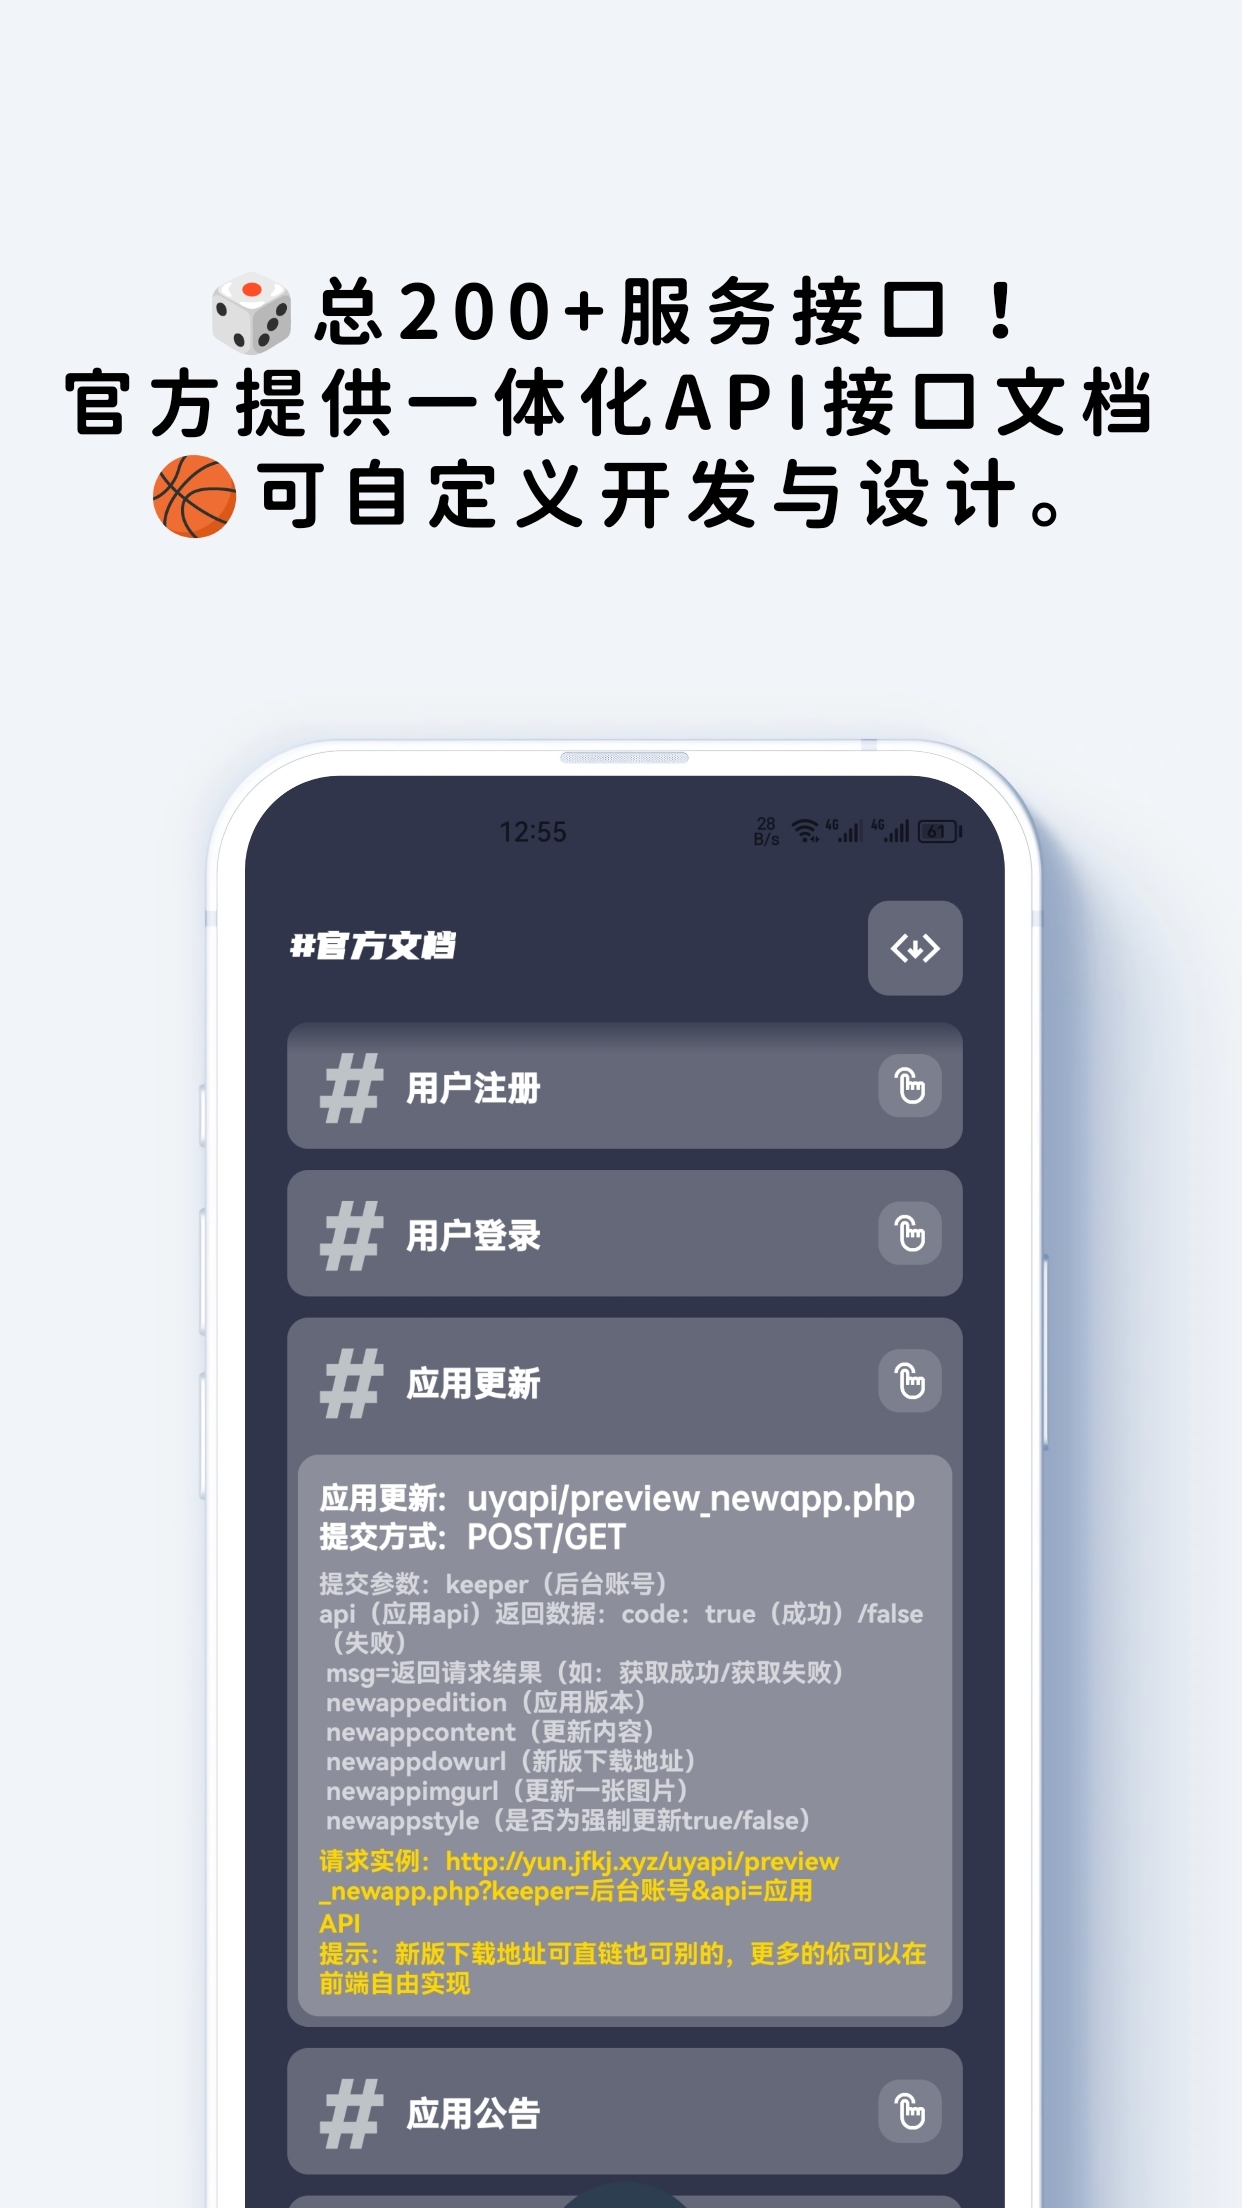 总200+服务接口！
官方提供一体化API接口文档
可自定义开发与设计。
12:55
28
B/s
4G
4G
61
#官方文档
# 用户注册
# 用户登录
# 应用更新
应用更新：uyapi/preview_newapp.php
提交方式：POST/GET
提交参数：keeper（后台账号）
api（应用api）返回数据：code：true（成功）/false
（失败）
msg=返回请求结果（如：获取成功/获取失败）
newappedition（应用版本）
newappcontent（更新内容）
newappdowurl（新版下载地址）
newappimgurl（更新一张图片）
newappstyle（是否为强制更新true/false）
请求实例：http://yun.jfkj.xyz/uyapi/preview
_newapp.php?keeper=后台账号&api=应用
API
提示：新版下载地址可直链也可别的，更多的你可以在
前端自由实现
# 应用公告